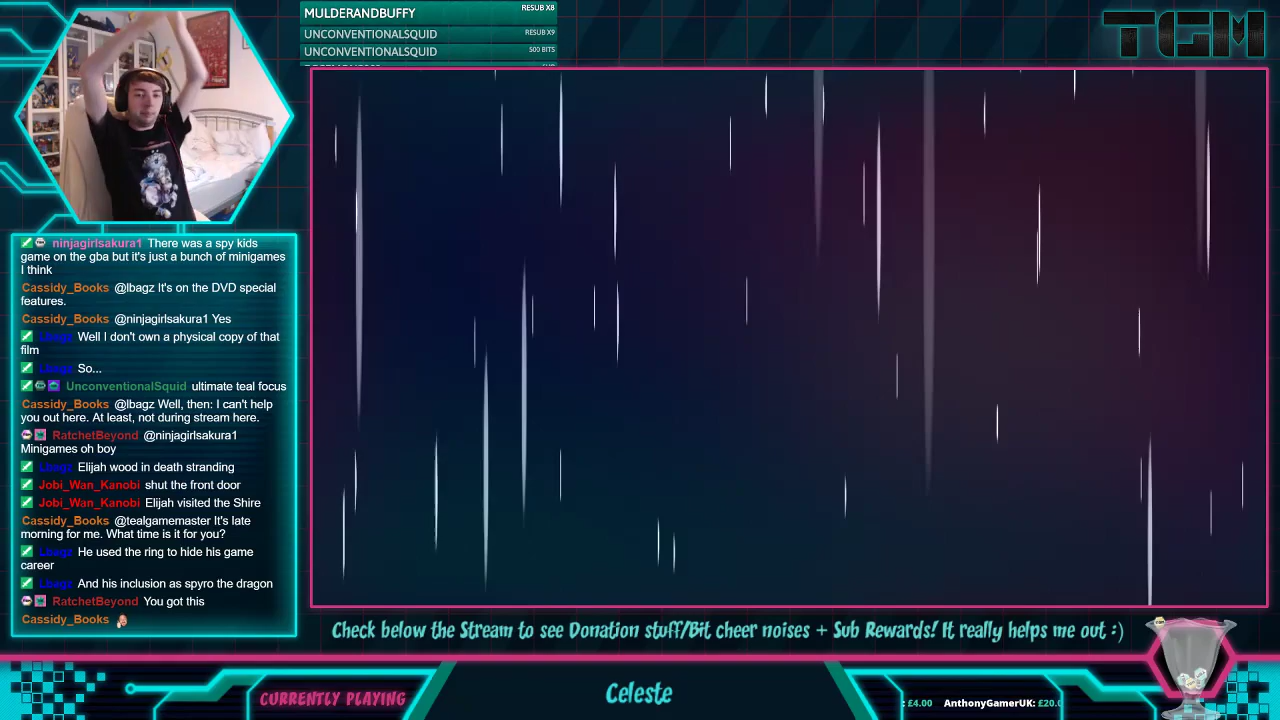 MULDERANDBUFFY RESUB X8
UNCONVENTIONALSQUID RESUB X9
UNCONVENTIONALSQUID 500 BITS
TGM
ninjagirlsakura1 There was a spy kids
game on the gba but it's just a bunch of minigames
I think
Cassidy_Books @lbagz It's on the DVD special
features.
Cassidy_Books @ninjagirlsakura1 Yes
Lbagz Well I don't own a physical copy of that
film
Lbagz So...
UnconventionalSquid ultimate teal focus
Cassidy_Books @lbagz Well, then: I can't help
you out here. At least, not during stream here.
RatchetBeyond @ninjagirlsakura1
Minigames oh boy
Lbagz Elijah wood in death stranding
Jobi_Wan_Kanobi shut the front door
Jobi_Wan_Kanobi Elijah visited the Shire
Cassidy_Books @tealgamemaster It's late
morning for me. What time is it for you?
Lbagz He used the ring to hide his game
career
Lbagz And his inclusion as spyro the dragon
RatchetBeyond You got this
Cassidy_Books
Check below the Stream to see Donation stuff/Bit cheer noises + Sub Rewards! It really helps me out :)
CURRENTLY PLAYING
Celeste
: £4.00 AnthonyGamerUK: £20.0